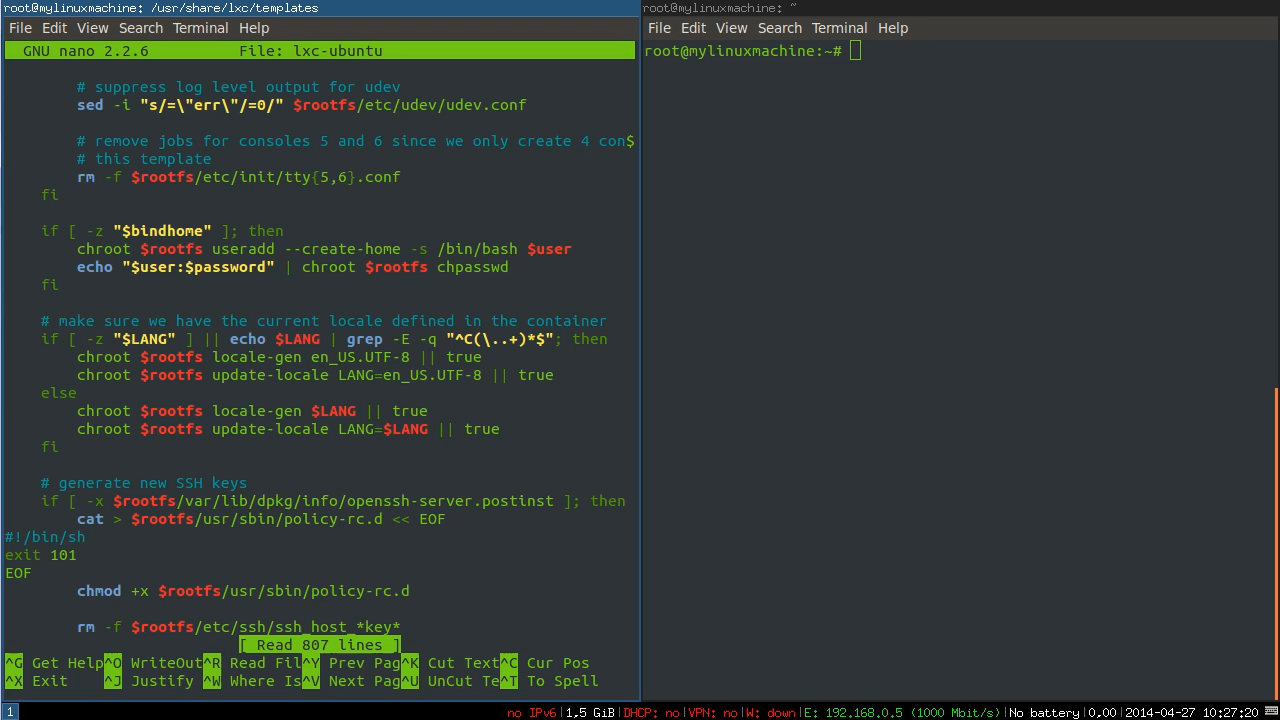 root@mylinuxmachine: /usr/share/lxc/templates
File Edit View Search Terminal Help
GNU nano 2.2.6 File: lxc-ubuntu
# suppress log level output for udev
sed -i "s/=\"err\"/=0/" $rootfs/etc/udev/udev.conf
# remove jobs for consoles 5 and 6 since we only create 4 con$
# this template
rm -f $rootfs/etc/init/tty{5,6}.conf
fi
if [ -z "$bindhome" ]; then
chroot $rootfs useradd --create-home -s /bin/bash $user
echo "$user:$password" | chroot $rootfs chpasswd
fi
# make sure we have the current locale defined in the container
if [ -z "$LANG" ] || echo $LANG | grep -E -q "^C(\..+)*$"; then
chroot $rootfs locale-gen en_US.UTF-8 || true
chroot $rootfs update-locale LANG=en_US.UTF-8 || true
else
chroot $rootfs locale-gen $LANG || true
chroot $rootfs update-locale LANG=$LANG || true
fi
# generate new SSH keys
if [ -x $rootfs/var/lib/dpkg/info/openssh-server.postinst ]; then
cat > $rootfs/usr/sbin/policy-rc.d << EOF
#!/bin/sh
exit 101
EOF
chmod +x $rootfs/usr/sbin/policy-rc.d
rm -f $rootfs/etc/ssh/ssh_host_*key*
[ Read 807 lines ]
^G Get Help^O WriteOut^R Read Fil^Y Prev Pag^K Cut Text^C Cur Pos
^X Exit ^J Justify ^W Where Is^V Next Pag^U UnCut Te^T To Spell
root@mylinuxmachine: ~
File Edit View Search Terminal Help
root@mylinuxmachine:~#
1
no IPv6|1,5 GiB|DHCP: no|VPN: no|W: down|E: 192.168.0.5 (1000 Mbit/s)|No battery|0.00|2014-04-27 10:27:20